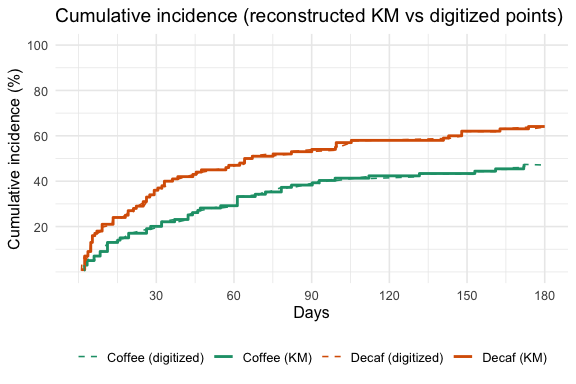 Cumulative incidence (reconstructed KM vs digitized points)
Cumulative incidence (%)
100
80
60
40
20
30 60 90 120 150 180
Days
Coffee (digitized) Coffee (KM) Decaf (digitized) Decaf (KM)